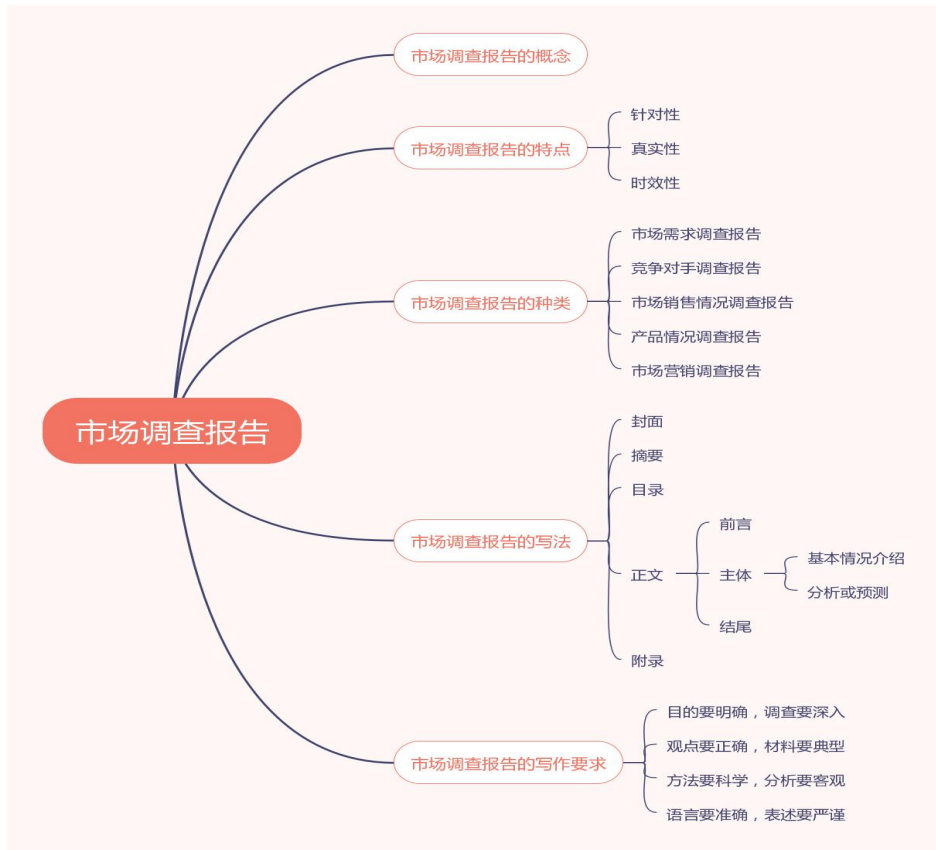 市场调查报告
市场调查报告的概念
市场调查报告的特点
针对性
真实性
时效性
市场调查报告的种类
市场需求调查报告
竞争对手调查报告
市场销售情况调查报告
产品情况调查报告
市场营销调查报告
市场调查报告的写法
封面
摘要
目录
正文
前言
主体
基本情况介绍
分析或预测
结尾
附录
市场调查报告的写作要求
目的要明确，调查要深入
观点要正确，材料要典型
方法要科学，分析要客观
语言要准确，表述要严谨